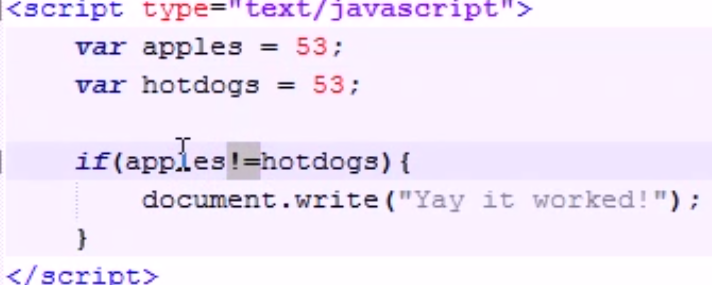 <script type="text/javascript">
var apples = 53;
var hotdogs = 53;
if(apples!=hotdogs){
document.write("Yay it worked!");
}
</script>